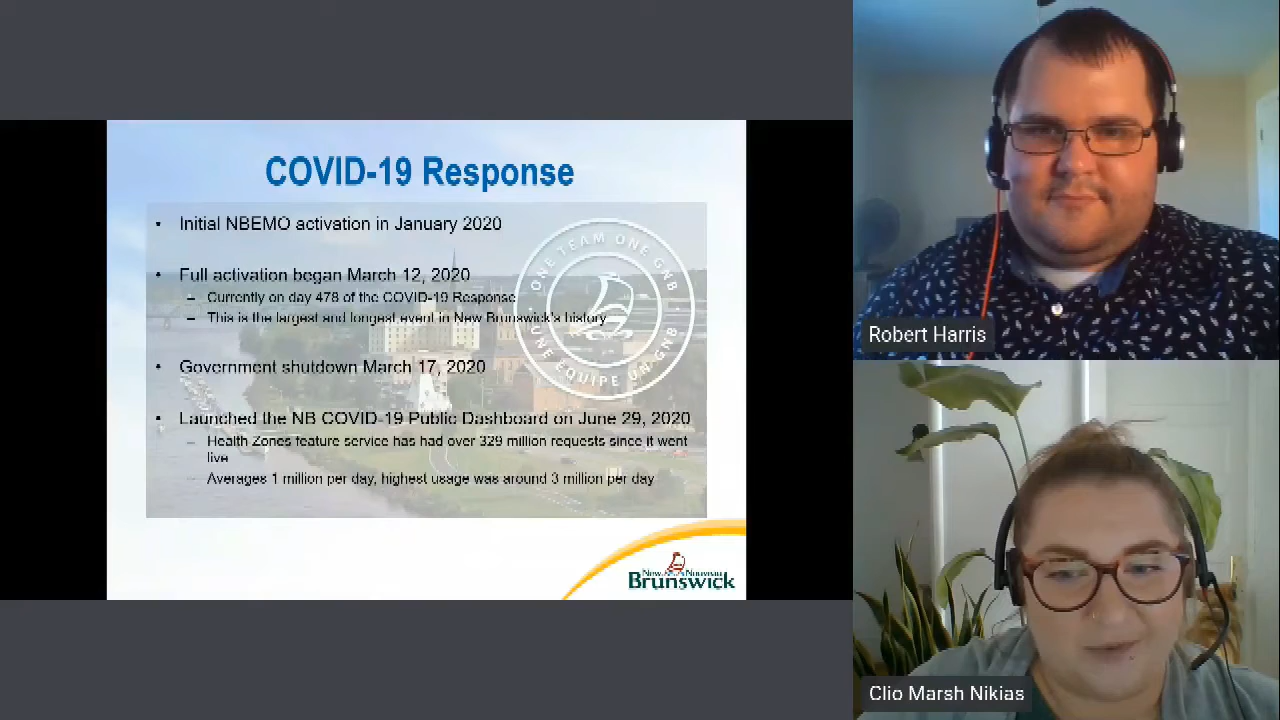 COVID-19 Response
• Initial NBEMO activation in January 2020
• Full activation began March 12, 2020
– Currently on day 478 of the COVID-19 Response
– This is the largest and longest event in New Brunswick's history
• Government shutdown March 17, 2020
• Launched the NB COVID-19 Public Dashboard on June 29, 2020
– Health Zones feature service has had over 329 million requests since it went
live
– Averages 1 million per day, highest usage was around 3 million per day
ONE TEAM ONE GNB
UNE ÉQUIPE UN GNB
New Nouveau
Brunswick
Robert Harris
Clio Marsh Nikias